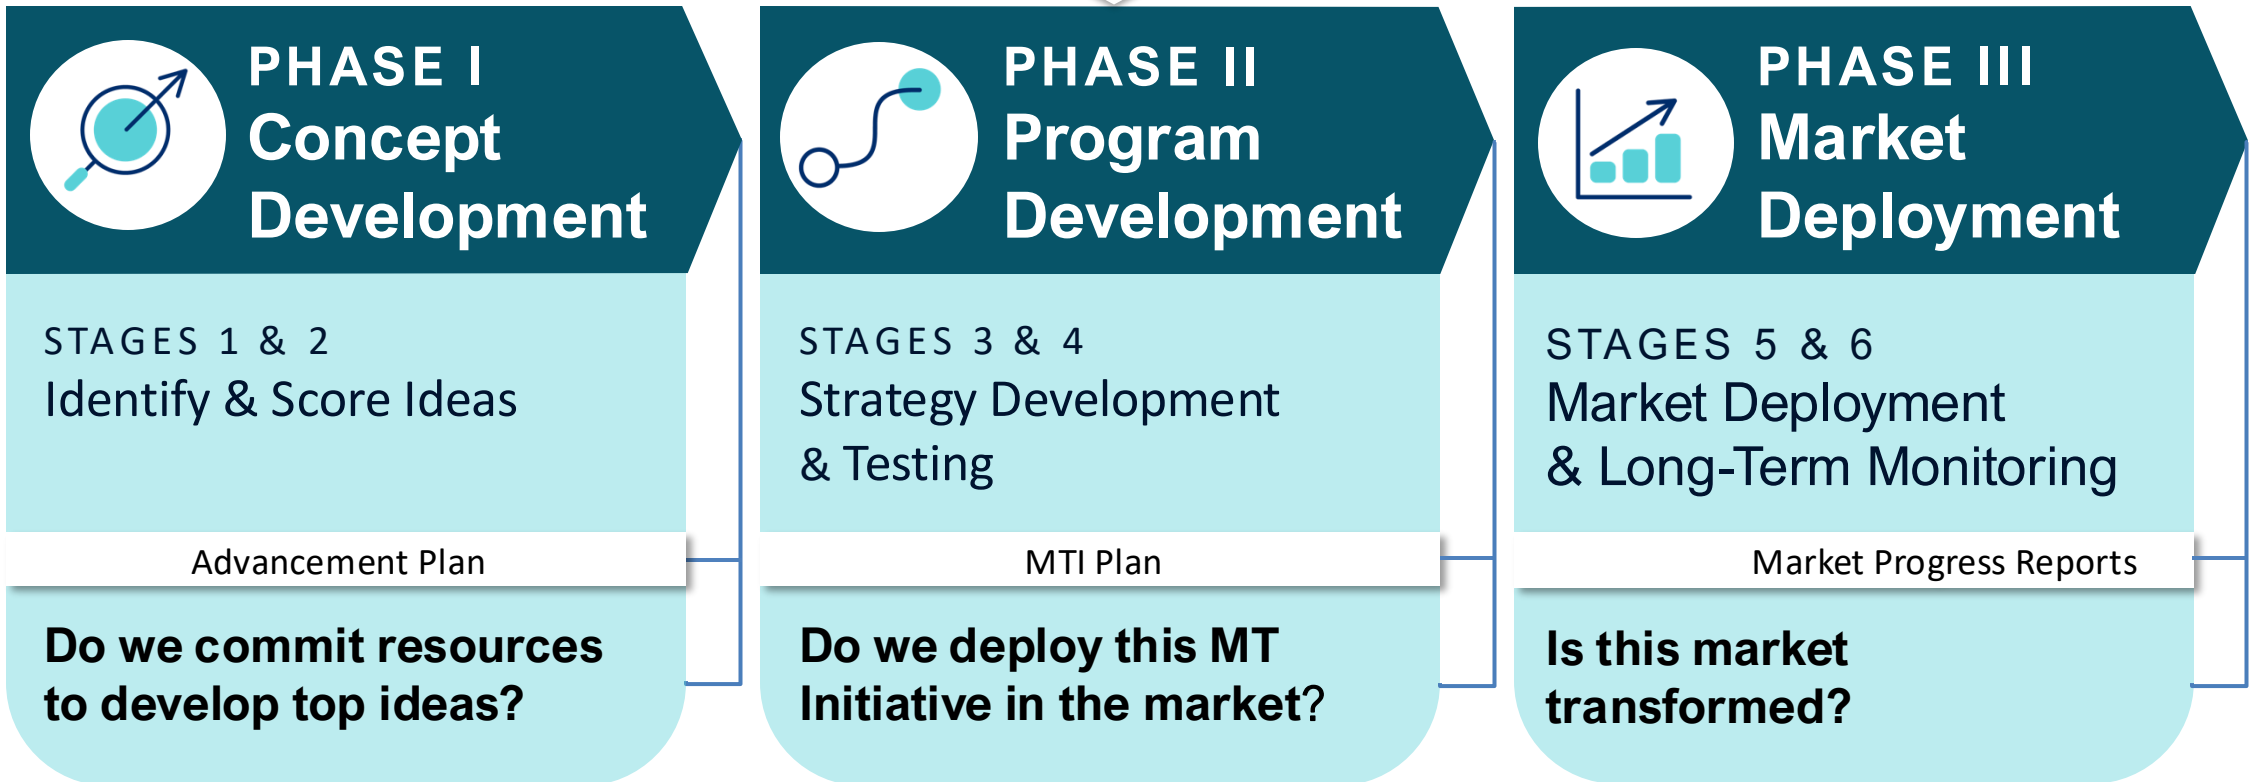 PHASE I
Concept
Development
STAGES 1 & 2
Identify & Score Ideas
Advancement Plan
Do we commit resources
to develop top ideas?
PHASE II
Program
Development
STAGES 3 & 4
Strategy Development
& Testing
MTI Plan
Do we deploy this MT
Initiative in the market?
PHASE III
Market
Deployment
STAGES 5 & 6
Market Deployment
& Long-Term Monitoring
Market Progress Reports
Is this market
transformed?